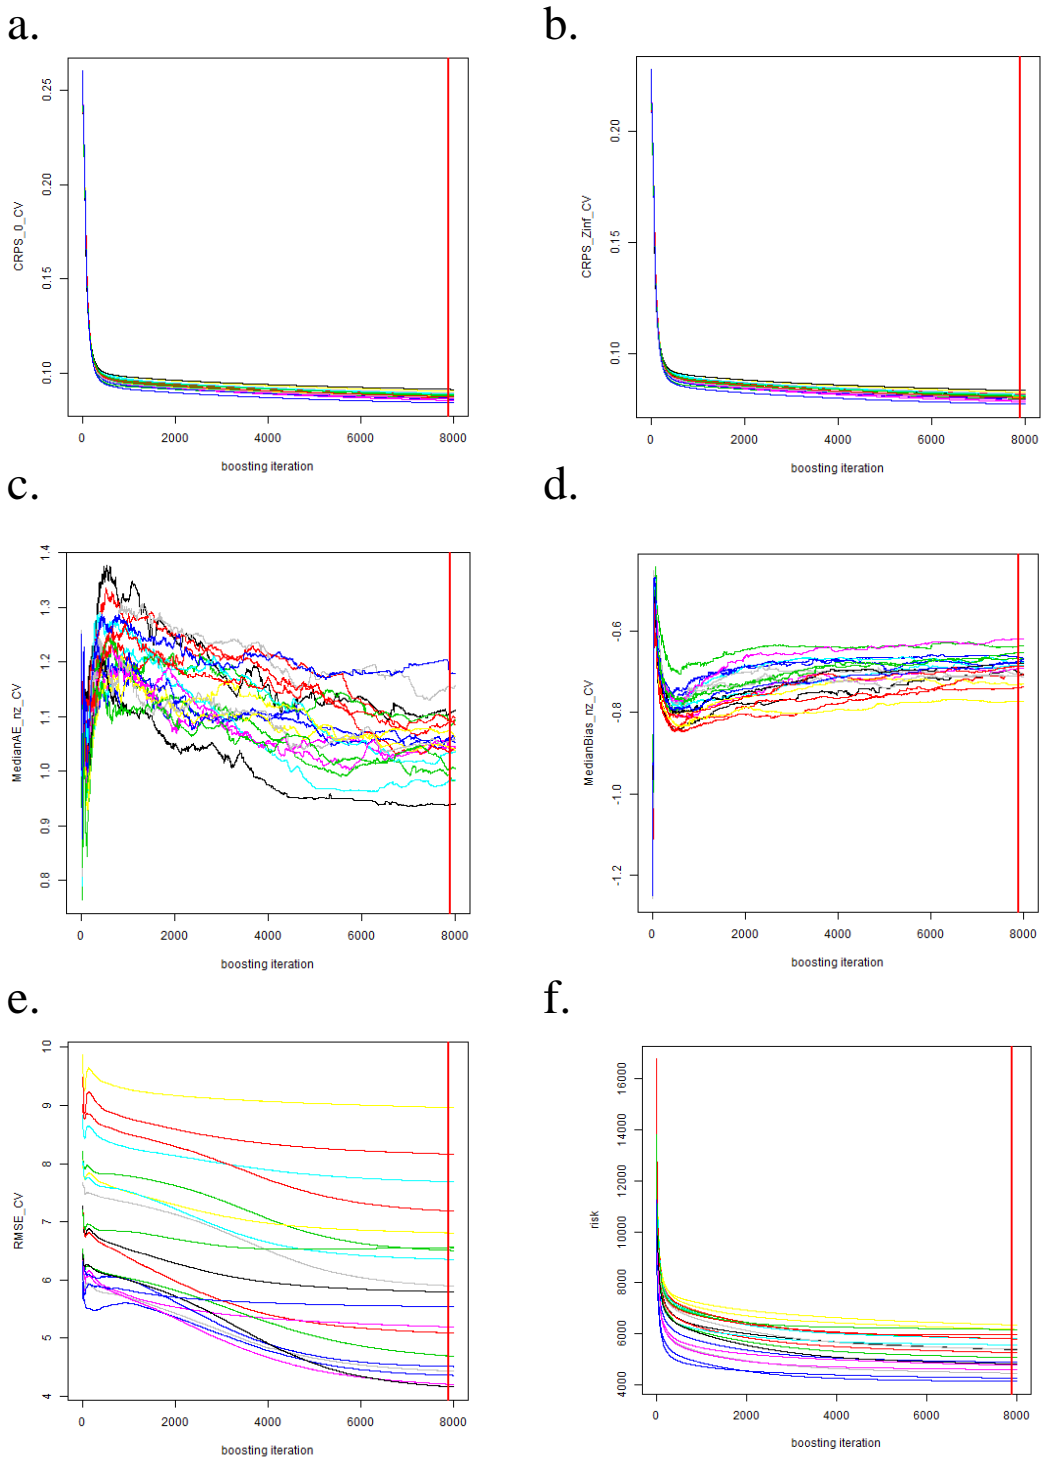 a.
CRPS_0_CV
0.25
0.20
0.15
0.10
0 2000 4000 6000 8000
boosting iteration
b.
CRPS_Zinf_CV
0.20
0.15
0.10
0 2000 4000 6000 8000
boosting iteration
c.
MedianAE_nz_CV
1.4
1.3
1.2
1.1
1.0
0.9
0.8
0 2000 4000 6000 8000
boosting iteration
d.
MedianBias_nz_CV
-0.6
-0.8
-1.0
-1.2
0 2000 4000 6000 8000
boosting iteration
e.
RMSE_CV
10
9
8
7
6
5
4
0 2000 4000 6000 8000
boosting iteration
f.
risk
16000
14000
12000
10000
8000
6000
4000
0 2000 4000 6000 8000
boosting iteration